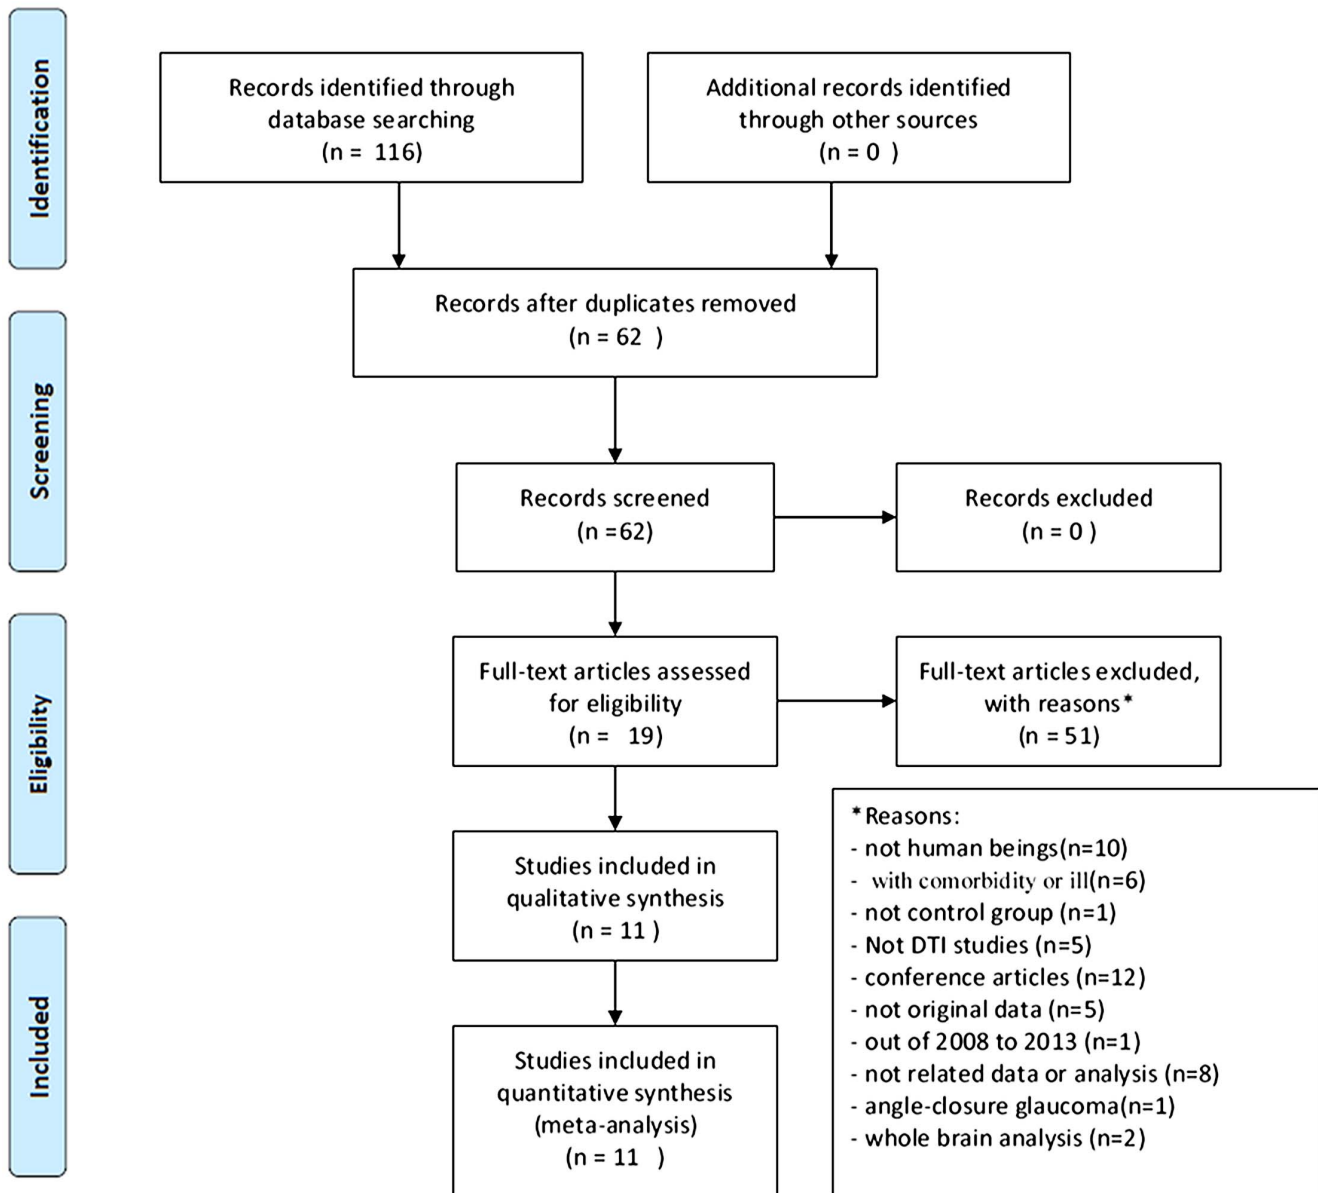 Identification
Records identified through
database searching
(n = 116)
Additional records identified
through other sources
(n = 0 )
Records after duplicates removed
(n = 62 )
Screening
Records screened
(n =62)
Records excluded
(n = 0 )
Eligibility
Full-text articles assessed
for eligibility
(n = 19)
Full-text articles excluded,
with reasons*
(n = 51)
Studies included in
qualitative synthesis
(n = 11 )
Included
Studies included in
quantitative synthesis
(meta-analysis)
(n = 11 )
*Reasons:
- not human beings(n=10)
- with comorbidity or ill(n=6)
- not control group (n=1)
- Not DTI studies (n=5)
- conference articles (n=12)
- not original data (n=5)
- out of 2008 to 2013 (n=1)
- not related data or analysis (n=8)
- angle-closure glaucoma(n=1)
- whole brain analysis (n=2)